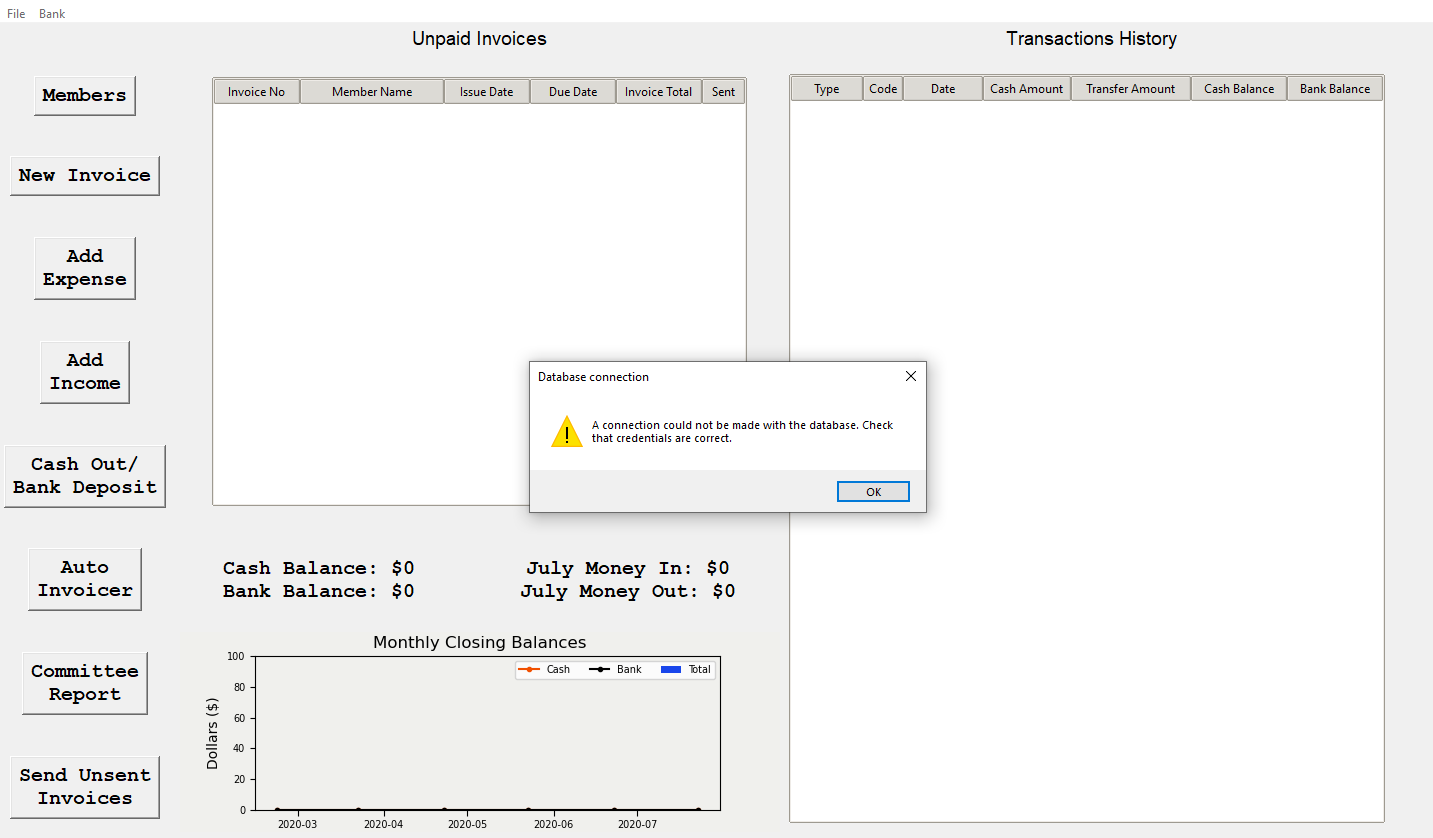 File Bank
Unpaid Invoices
Transactions History
Members
New Invoice
Add
Expense
Add
Income
Cash Out/
Bank Deposit
Auto
Invoicer
Committee
Report
Send Unsent
Invoices
Invoice No Member Name Issue Date Due Date Invoice Total Sent
Type Code Date Cash Amount Transfer Amount Cash Balance Bank Balance
Database connection
A connection could not be made with the database. Check
that credentials are correct.
OK
Cash Balance: $0
Bank Balance: $0
July Money In: $0
July Money Out: $0
Monthly Closing Balances
Cash Bank Total
Dollars ($)
100
80
60
40
20
0
2020-03 2020-04 2020-05 2020-06 2020-07